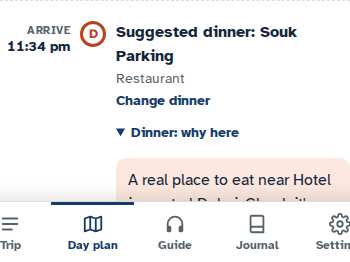 ARRIVE
11:34 pm
D
Suggested dinner: Souk
Parking
Restaurant
Change dinner
▼ Dinner: why here
A real place to eat near Hotel
Trip
Day plan
Guide
Journal
Settin